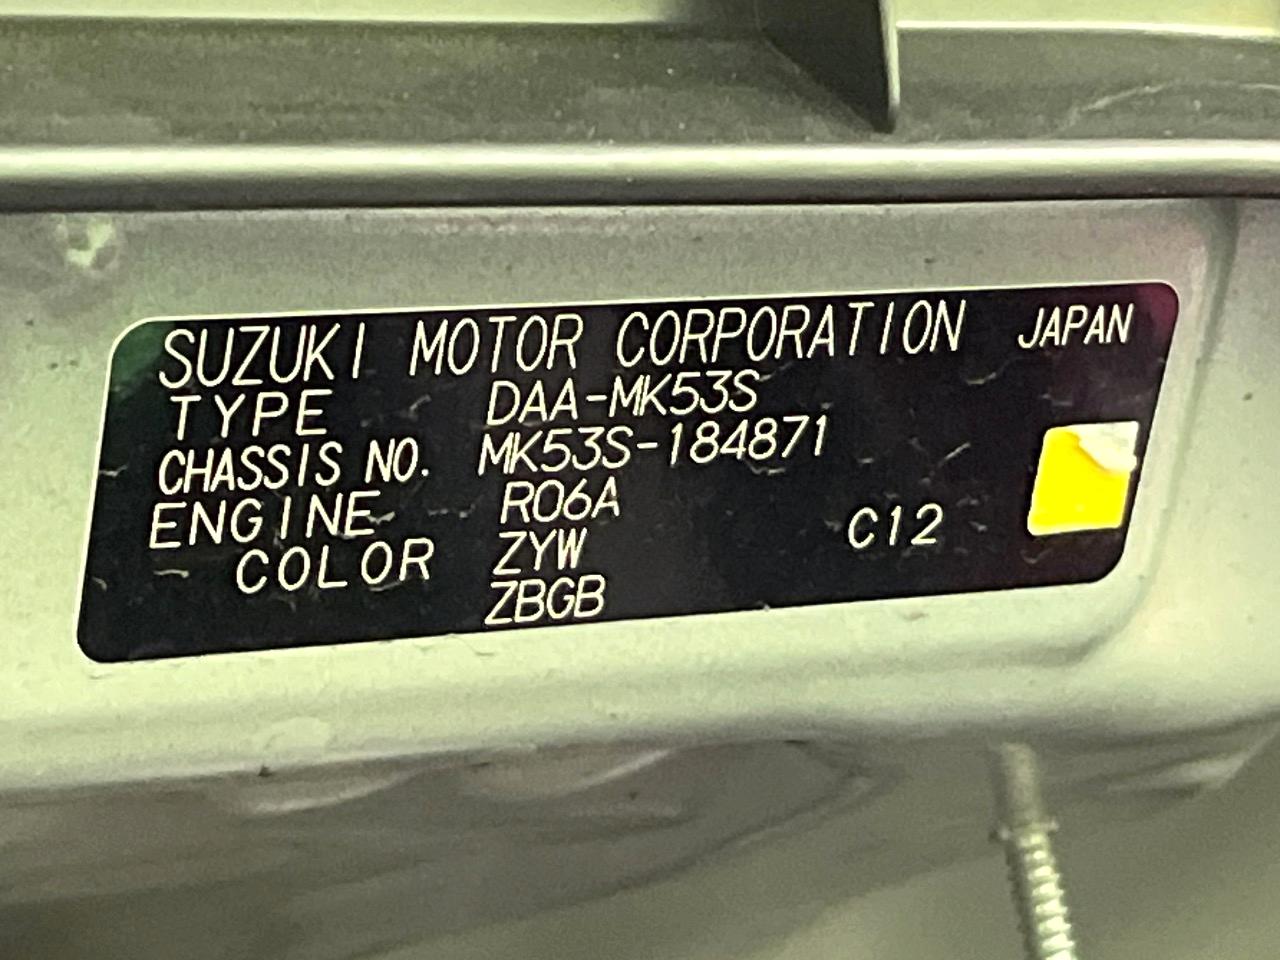 SUZUKI MOTOR CORPORATION JAPAN
TYPE DAA-MK53S
CHASSIS NO. MK53S-184871
ENGINE R06A
COLOR ZYW C12
ZBGB